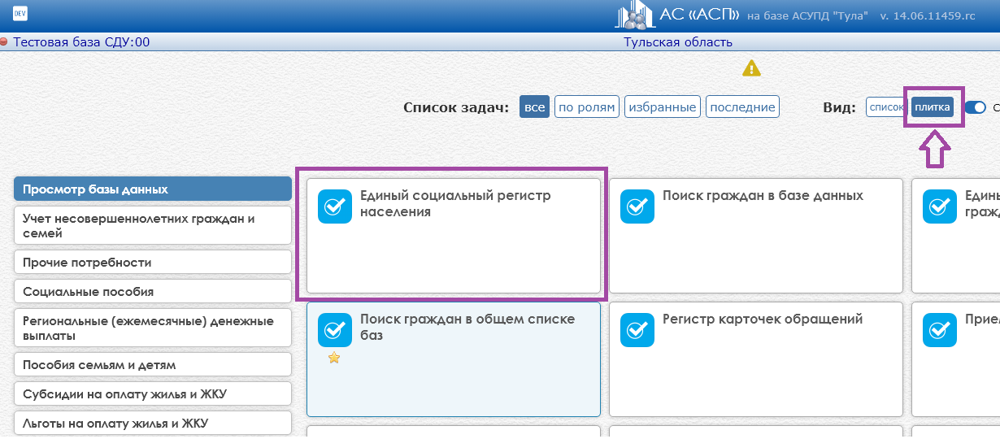 DEV
АС «АСП» на базе АСУПД "Тула" v. 14.06.11459.rc
Тестовая база СДУ:00 Тульская область
Список задач: все по ролям избранные последние Вид: список плитка С
Просмотр базы данных
Учет несовершеннолетних граждан и
семей
Прочие потребности
Социальные пособия
Региональные (ежемесячные) денежные
выплаты
Пособия семьям и детям
Субсидии на оплату жилья и ЖКУ
Льготы на оплату жилья и ЖКУ
Единый социальный регистр
населения
Поиск граждан в базе данных
Едины
гражд
Поиск граждан в общем списке
баз
Регистр карточек обращений
Прием